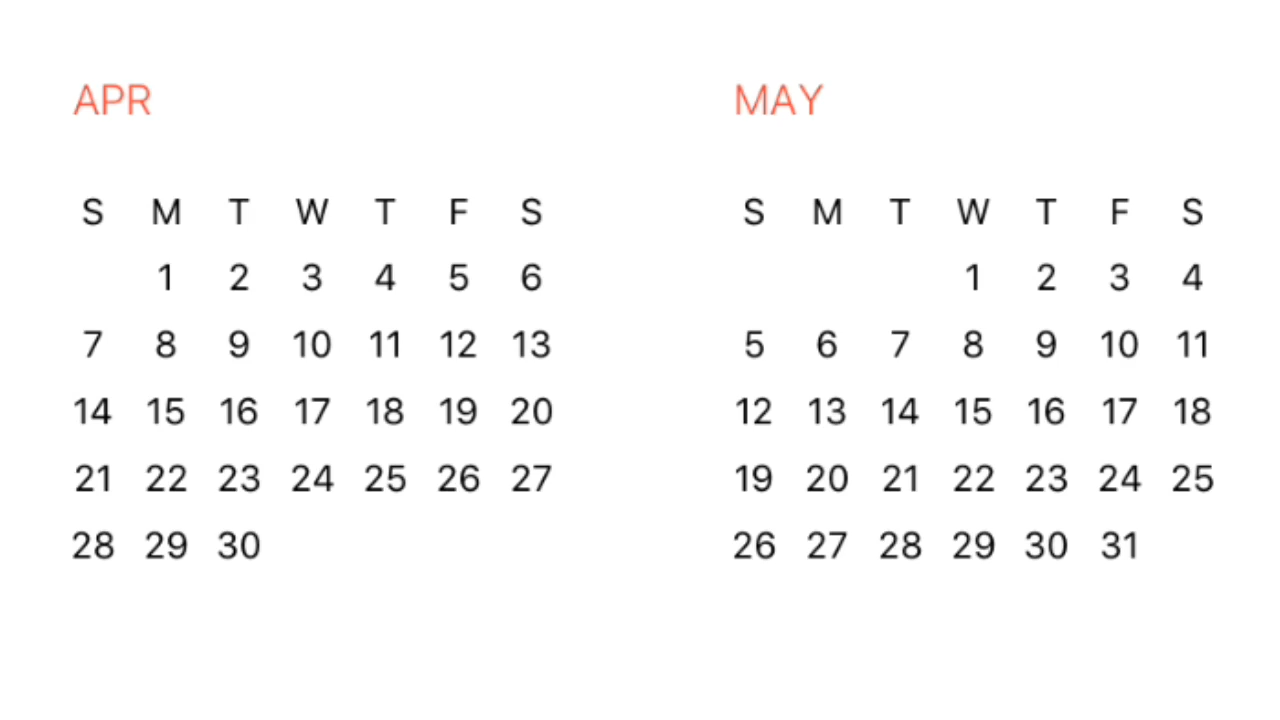 APR
S M T W T F S
1 2 3 4 5 6
7 8 9 10 11 12 13
14 15 16 17 18 19 20
21 22 23 24 25 26 27
28 29 30
MAY
S M T W T F S
1 2 3 4
5 6 7 8 9 10 11
12 13 14 15 16 17 18
19 20 21 22 23 24 25
26 27 28 29 30 31